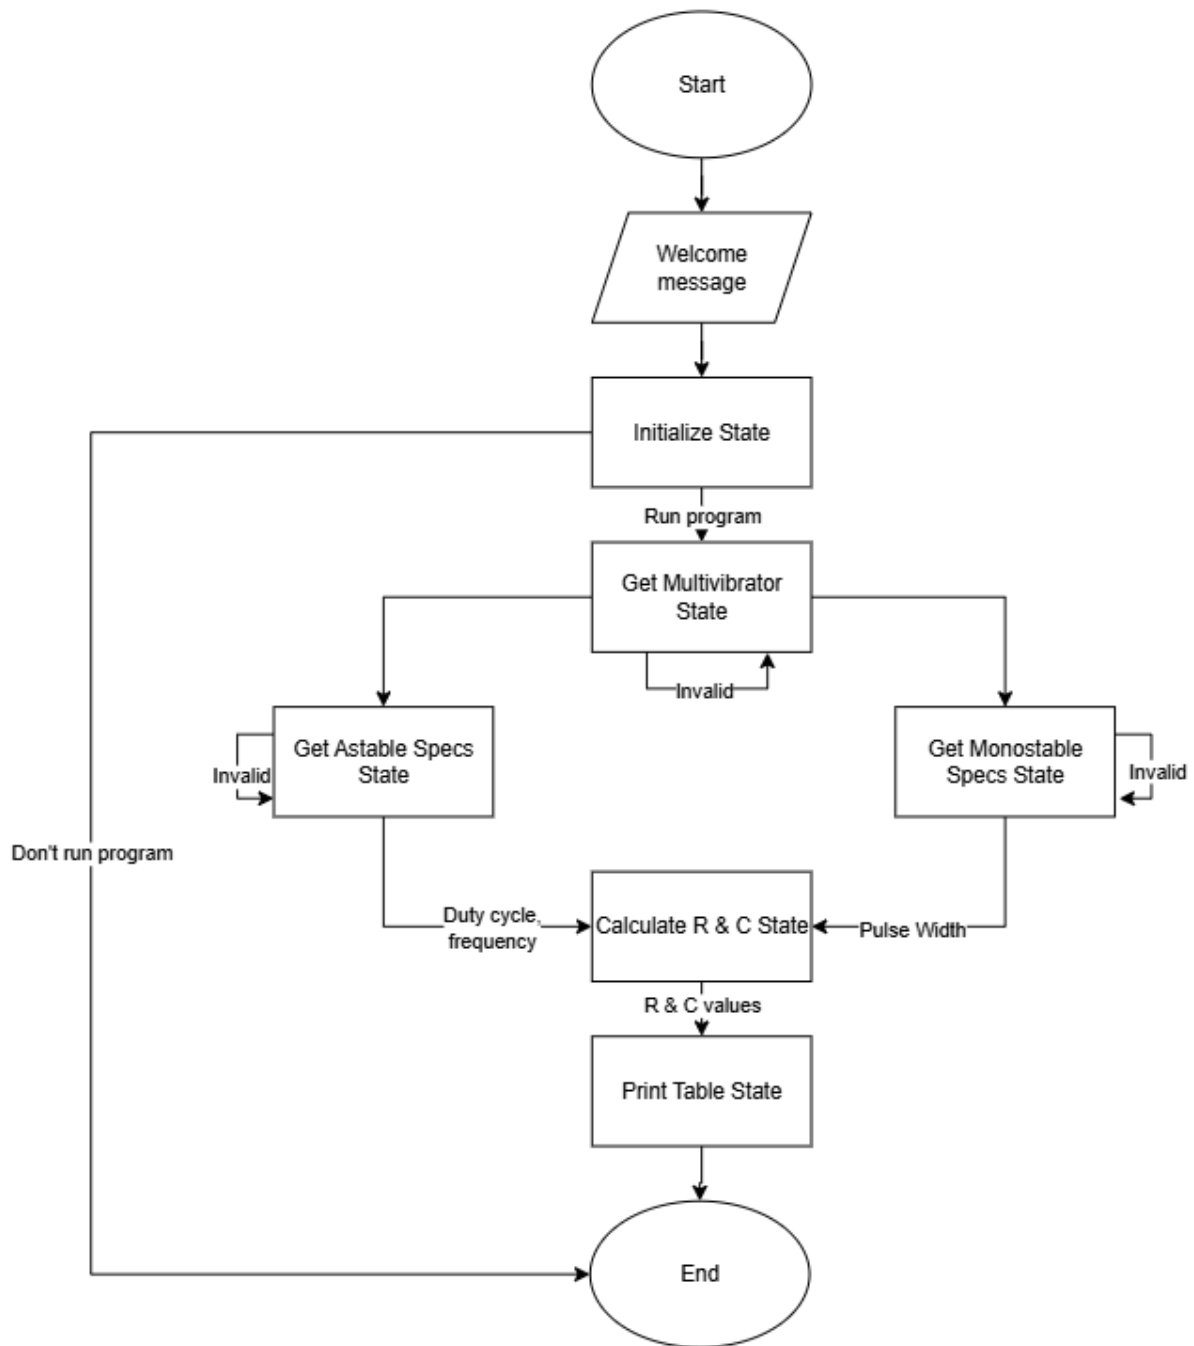 Start
Welcome
message
Initialize State
Run program
Get Multivibrator
State
Invalid
Get Astable Specs
State
Invalid
Get Monostable
Specs State
Invalid
Don't run program
Duty cycle,
frequency
Calculate R & C State
Pulse Width
R & C values
Print Table State
End